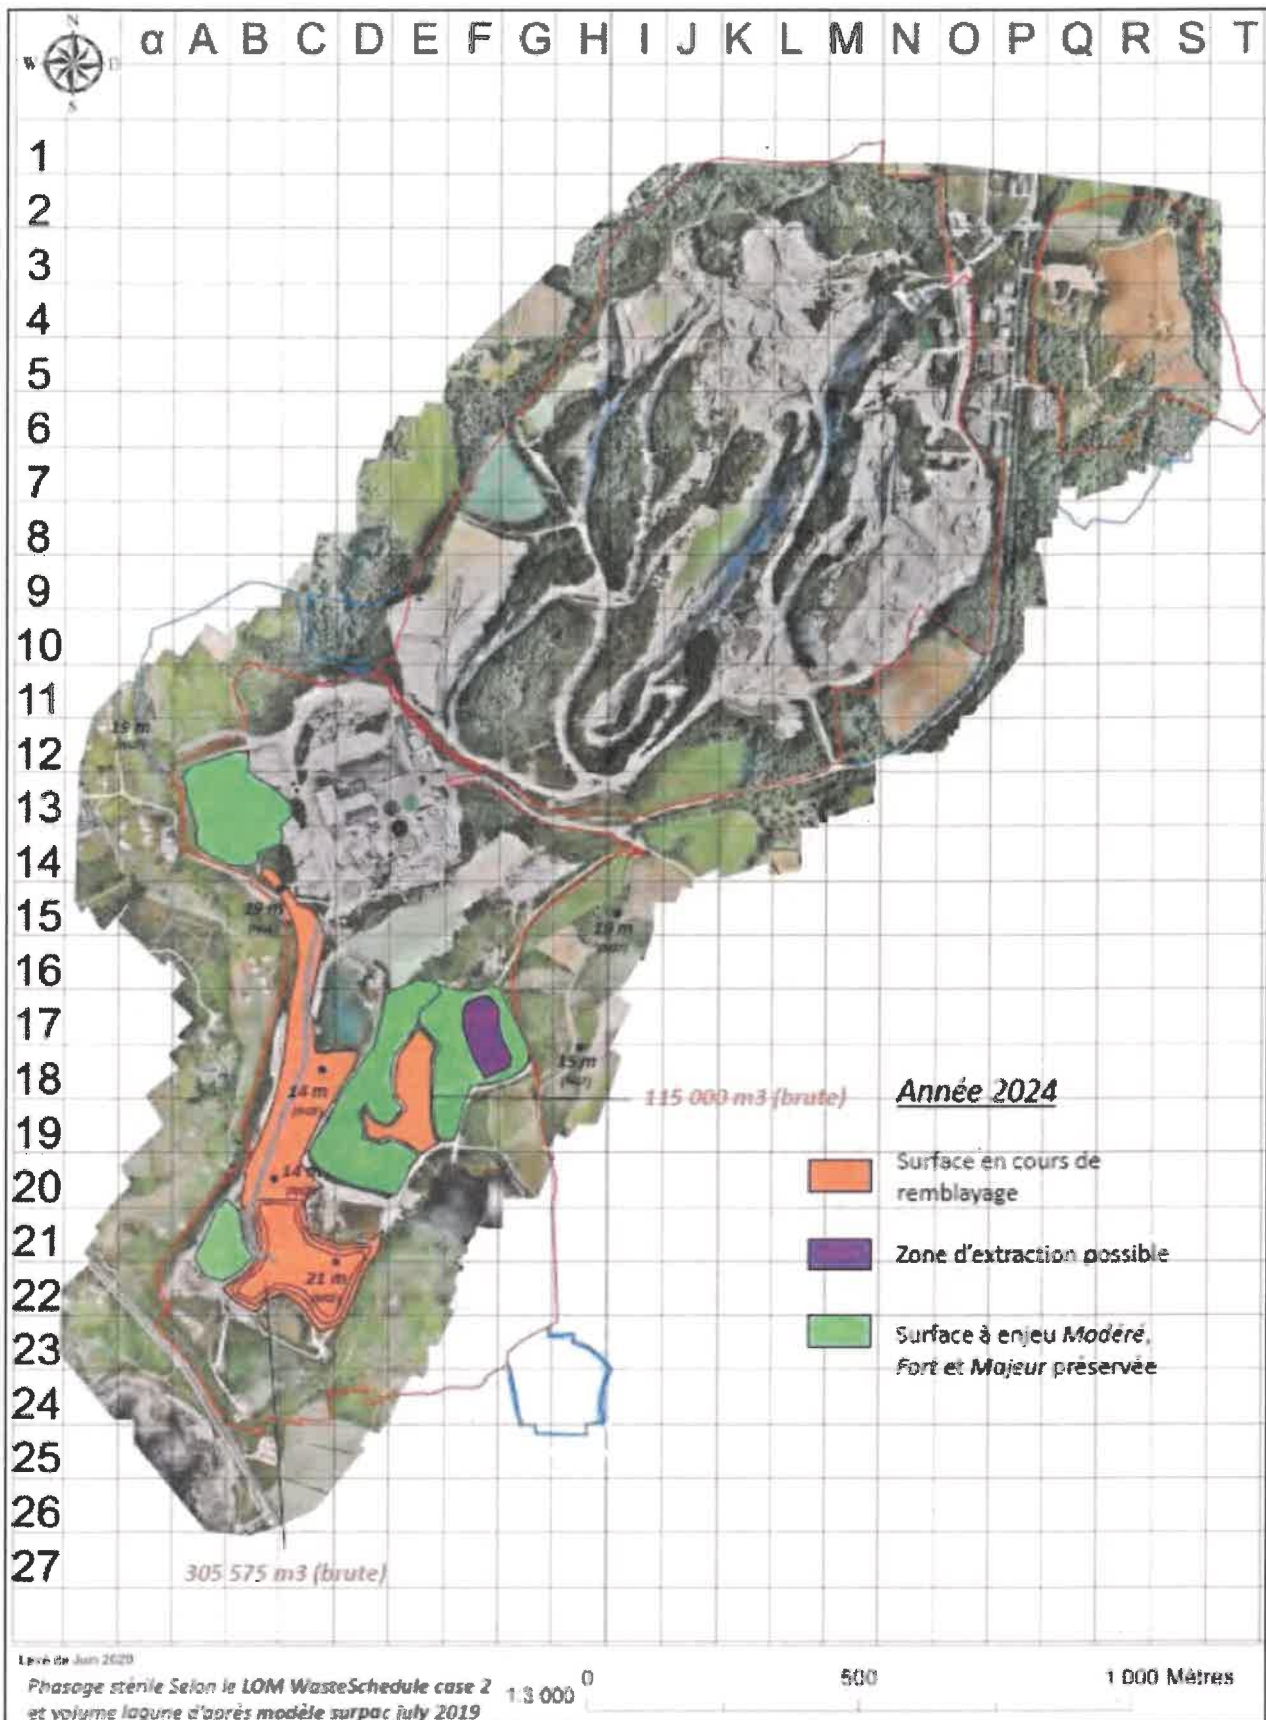 N
W
S
α A B C D E F G H I J K L M N O P Q R S T
1
2
3
4
5
6
7
8
9
10
11
12
13
14
15
16
17
18
19
20
21
22
23
24
25
26
27
19 m
19 m
19 m
15 m
14 m
14 m
21 m
115 000 m3 (brute)
Année 2024
Surface en cours de
remblayage
Zone d'extraction possible
Surface à enjeu Modéré,
Fort et Majeur préservée
305 575 m3 (brute)
Levé de Juin 2020
Phasage stérile Selon le LOM WasteSchedule case 2
et volume lagune d'après modèle surpac july 2019
1:3 000
0 500 1 000 Mètres